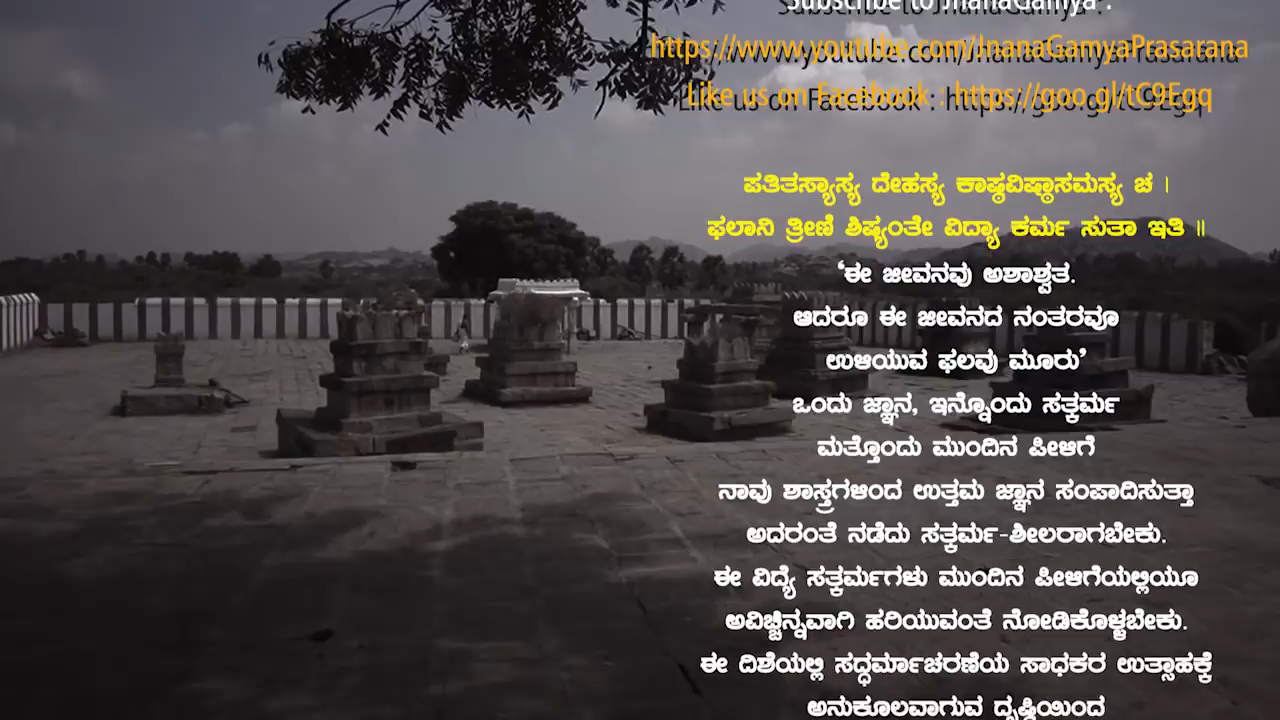 Subscribe to JnanaGamya :
https://www.youtube.com/JnanaGamyaPrasarana
Like us on Facebook : https://goo.gl/tC9Egq
ಪತಿತಸ್ಯಾಸ್ಯ ದೇಹಸ್ಯ ಕಾಷ್ಠವಿಷ್ಠಾಸಮಸ್ಯ ಚ ।
ಫಲಾನಿ ತ್ರೀಣಿ ಶಿಷ್ಯಂತೇ ವಿದ್ಯಾ ಕರ್ಮ ಸುತಾ ಇತಿ ॥
‘ಈ ಜೀವನವು ಅಶಾಶ್ವತ.
ಆದರೂ ಈ ಜೀವನದ ನಂತರವೂ
ಉಳಿಯುವ ಫಲವು ಮೂರು’
ಒಂದು ಜ್ಞಾನ, ಇನ್ನೊಂದು ಸತ್ಕರ್ಮ
ಮತ್ತೊಂದು ಮುಂದಿನ ಪೀಳಿಗೆ
ನಾವು ಶಾಸ್ತ್ರಗಳಿಂದ ಉತ್ತಮ ಜ್ಞಾನ ಸಂಪಾದಿಸುತ್ತಾ
ಅದರಂತೆ ನಡೆದು ಸತ್ಕರ್ಮ-ಶೀಲರಾಗಬೇಕು.
ಈ ವಿದ್ಯೆ ಸತ್ಕರ್ಮಗಳು ಮುಂದಿನ ಪೀಳಿಗೆಯಲ್ಲಿಯೂ
ಅವಿಚ್ಛಿನ್ನವಾಗಿ ಹರಿಯುವಂತೆ ನೋಡಿಕೊಳ್ಳಬೇಕು.
ಈ ದಿಶೆಯಲ್ಲಿ ಸದ್ಧರ್ಮಾಚರಣೆಯ ಸಾಧಕರ ಉತ್ಸಾಹಕ್ಕೆ
ಅನುಕೂಲವಾಗುವ ದೃಷ್ಟಿಯಿಂದ